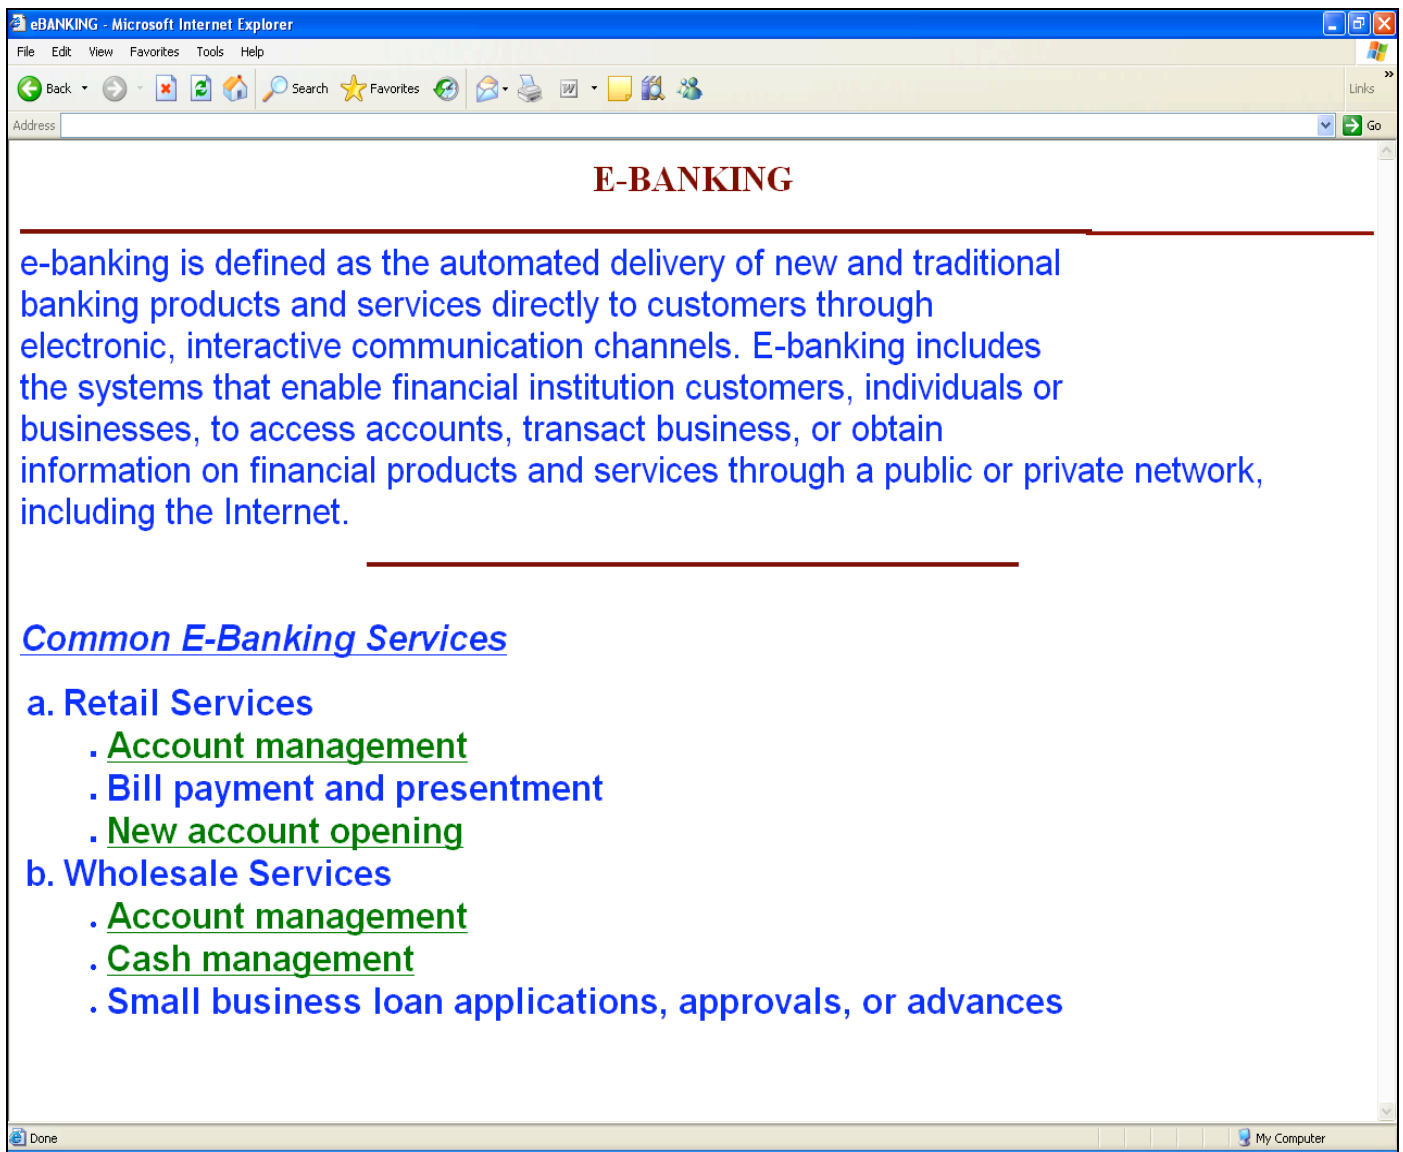 eBANKING - Microsoft Internet Explorer
File Edit View Favorites Tools Help
Back Search Favorites Links
Address Go
E-BANKING
e-banking is defined as the automated delivery of new and traditional
banking products and services directly to customers through
electronic, interactive communication channels. E-banking includes
the systems that enable financial institution customers, individuals or
businesses, to access accounts, transact business, or obtain
information on financial products and services through a public or private network,
including the Internet.
Common E-Banking Services
a. Retail Services
. Account management
. Bill payment and presentment
. New account opening
b. Wholesale Services
. Account management
. Cash management
. Small business loan applications, approvals, or advances
Done My Computer